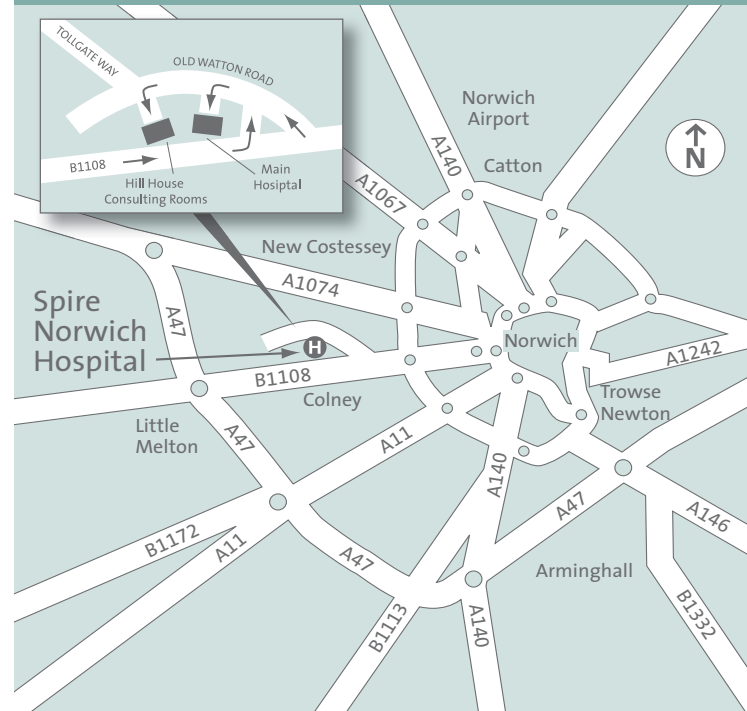 TOLLGATE WAY
OLD WATTON ROAD
B1108
Hill House
Consulting Rooms
Main
Hosiptal
Norwich
Airport
A140
Catton
N
A1067
New Costessey
A1074
A47
Spire
Norwich
Hospital
H
Norwich
A1242
B1108
Colney
Trowse
Newton
Little
Melton
A47
A11
A140
A47
A146
B1172
A11
A47
Arminghall
B1113
A140
B1332